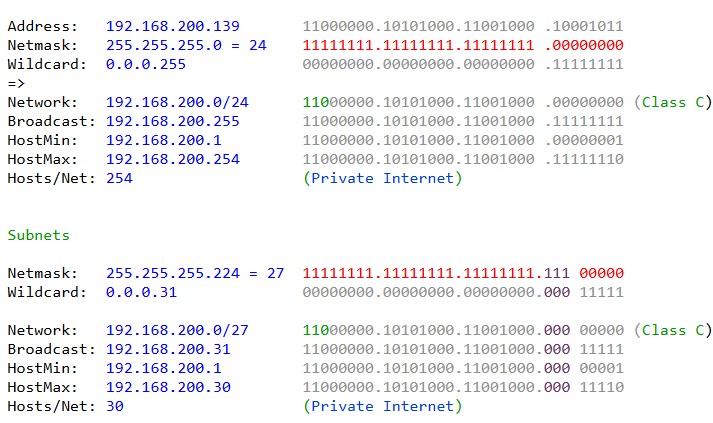 Address: 192.168.200.139 11000000.10101000.11001000 .10001011
Netmask: 255.255.255.0 = 24 11111111.11111111.11111111 .00000000
Wildcard: 0.0.0.255 00000000.00000000.00000000 .11111111
=>
Network: 192.168.200.0/24 11000000.10101000.11001000 .00000000 (Class C)
Broadcast: 192.168.200.255 11000000.10101000.11001000 .11111111
HostMin: 192.168.200.1 11000000.10101000.11001000 .00000001
HostMax: 192.168.200.254 11000000.10101000.11001000 .11111110
Hosts/Net: 254 (Private Internet)
Subnets
Netmask: 255.255.255.224 = 27 11111111.11111111.11111111.111 00000
Wildcard: 0.0.0.31 00000000.00000000.00000000.000 11111
Network: 192.168.200.0/27 11000000.10101000.11001000.000 00000 (Class C)
Broadcast: 192.168.200.31 11000000.10101000.11001000.000 11111
HostMin: 192.168.200.1 11000000.10101000.11001000.000 00001
HostMax: 192.168.200.30 11000000.10101000.11001000.000 11110
Hosts/Net: 30 (Private Internet)